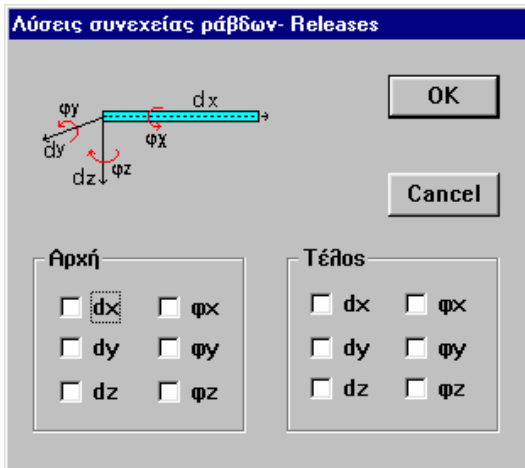 Λύσεις συνεχείας ράβδων- Releases
dx
φy
φχ
dy
dz φz
OK
Cancel
Αρχή
dx φx
dy φy
dz φz
Τέλος
dx φx
dy φy
dz φz